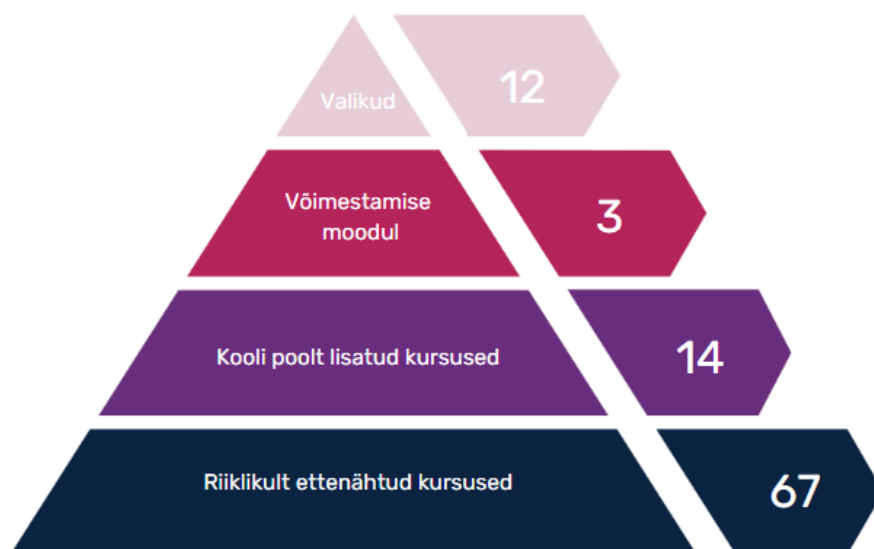 Valikud
12
Võimestamise
moodul
3
Kooli poolt lisatud kursused
14
Riiklikult ettenähtud kursused
67